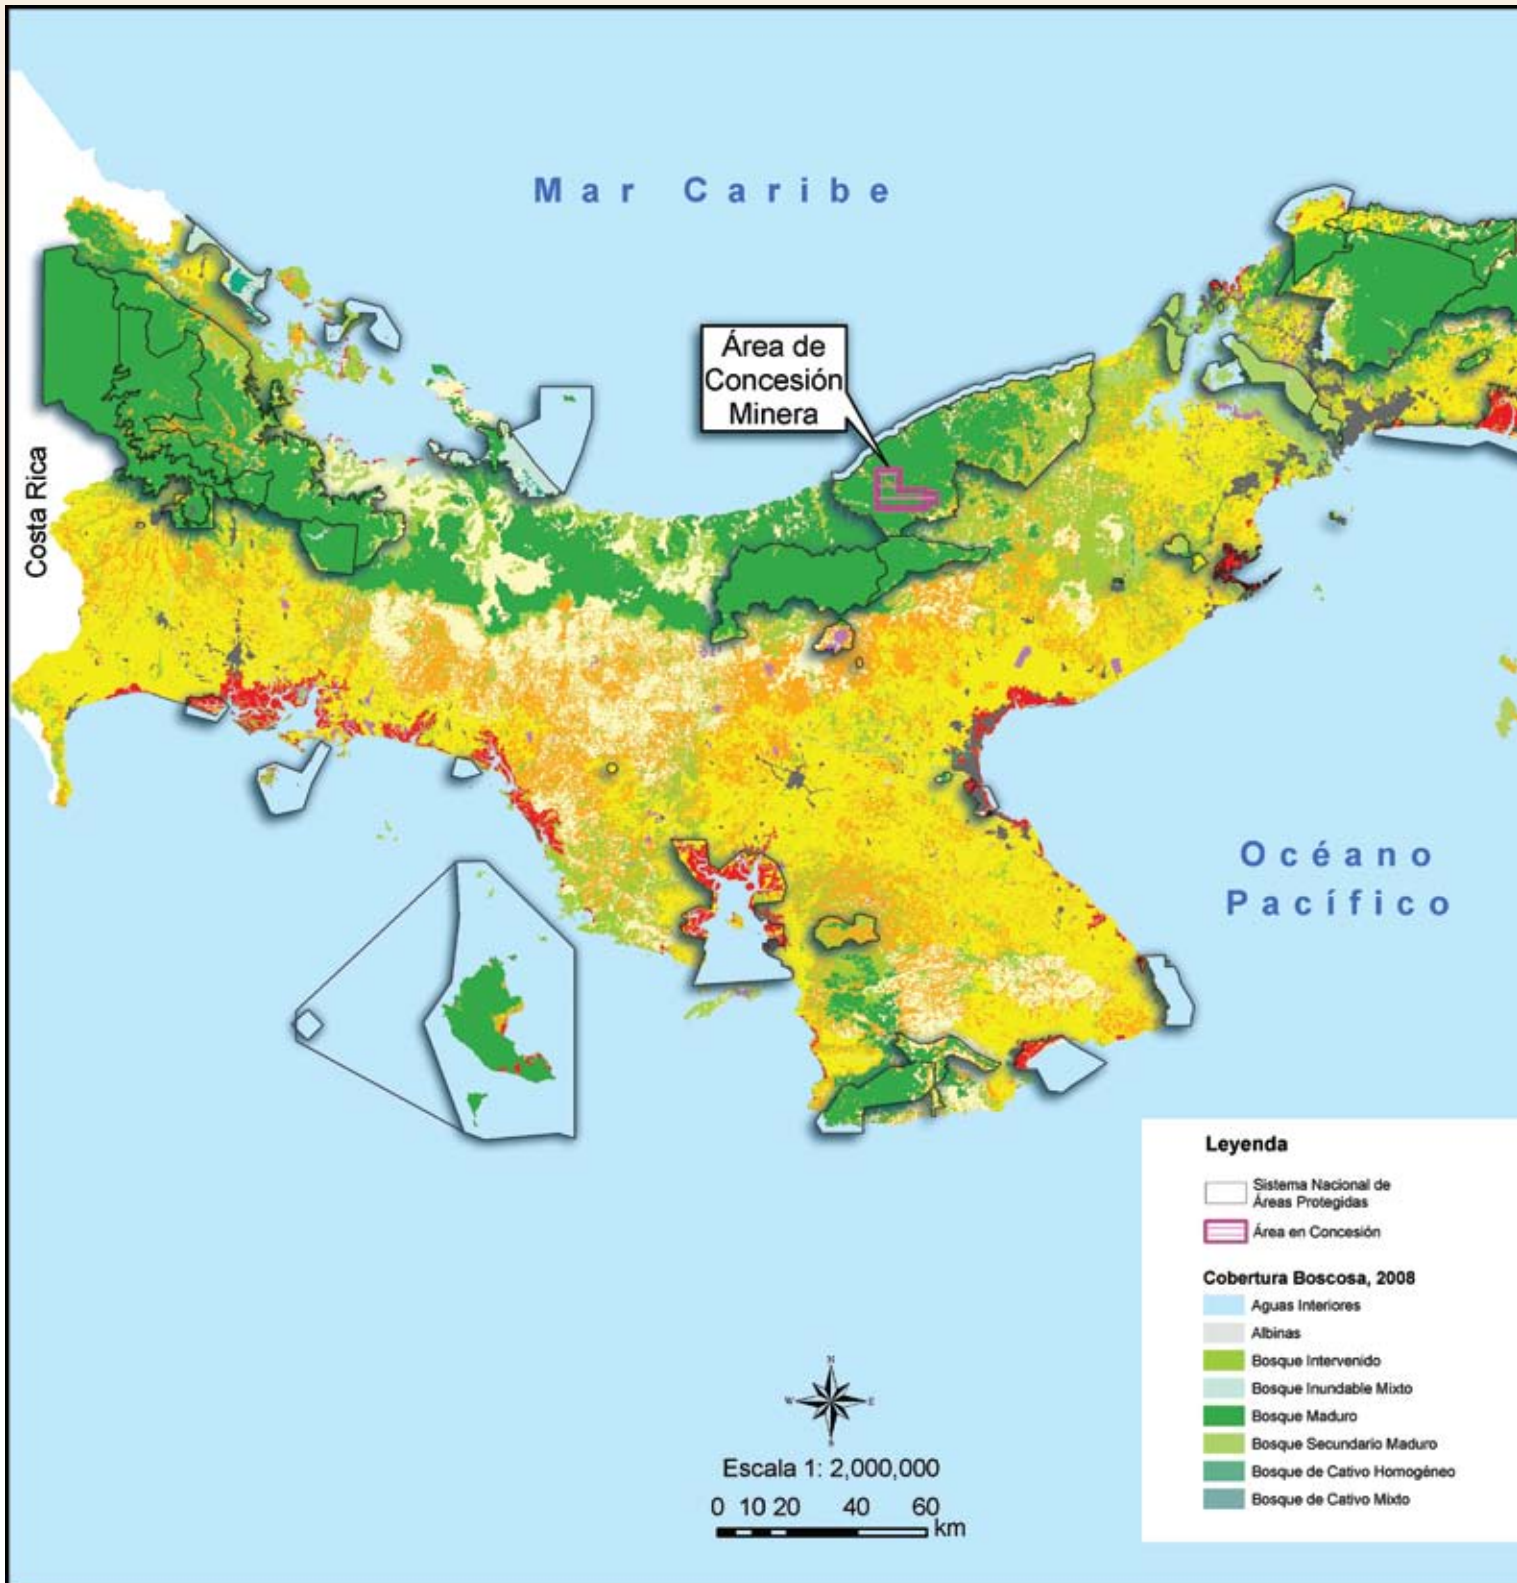 Mar Caribe
Área de
Concesión
Minera
Costa Rica
Océano
Pacífico
Leyenda
Sistema Nacional de
Áreas Protegidas
Área en Concesión
Cobertura Boscosa, 2008
Aguas Interiores
Albinas
Bosque Intervenido
Bosque Inundable Mixto
Bosque Maduro
Bosque Secundario Maduro
Bosque de Cativo Homogéneo
Bosque de Cativo Mixto
N
W E
S
Escala 1: 2,000,000
0 10 20 40 60
km